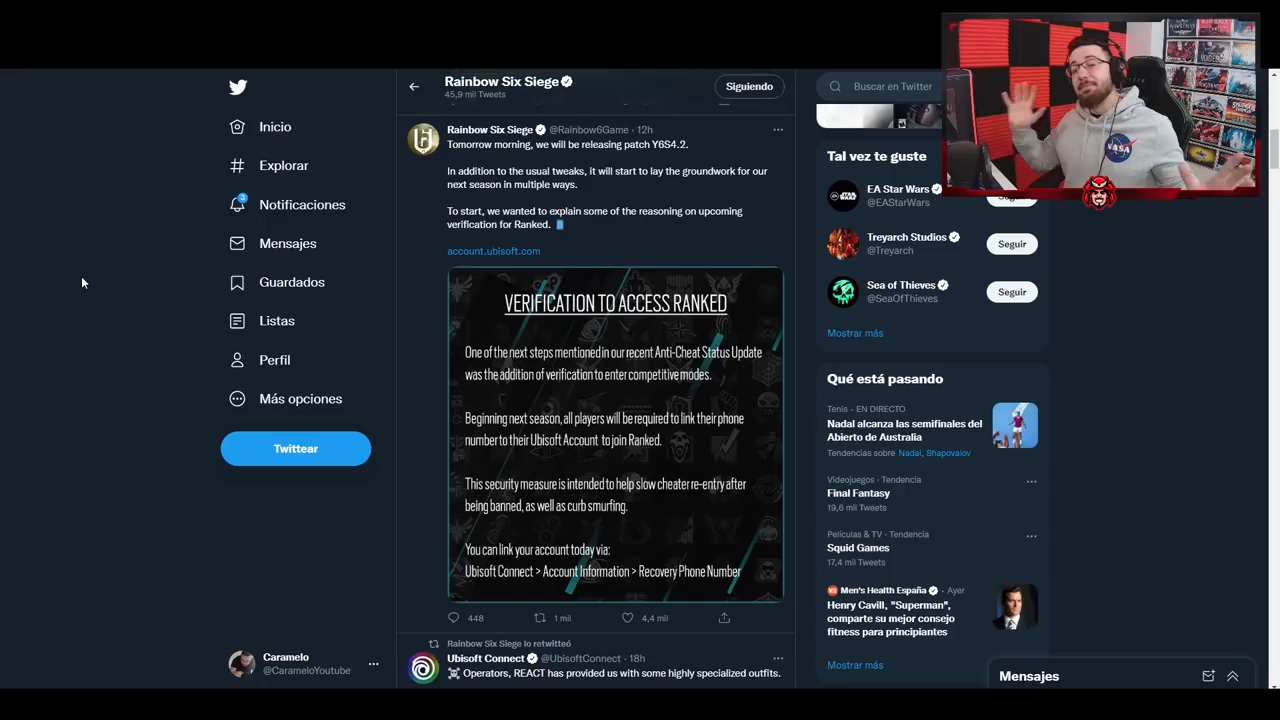 Inicio
Explorar
3
Notificaciones
Mensajes
Guardados
Listas
Perfil
Más opciones
Twittear
Caramelo
@CarameloYoutube
Rainbow Six Siege
45,9 mil Tweets
Siguiendo
Rainbow Six Siege @Rainbow6Game · 12h
Tomorrow morning, we will be releasing patch Y6S4.2.
In addition to the usual tweaks, it will start to lay the groundwork for our
next season in multiple ways.
To start, we wanted to explain some of the reasoning on upcoming
verification for Ranked.
account.ubisoft.com
VERIFICATION TO ACCESS RANKED
One of the next steps mentioned in our recent Anti-Cheat Status Update
was the addition of verification to enter competitive modes.
Beginning next season, all players will be required to link their phone
number to their Ubisoft Account to join Ranked.
This security measure is intended to help slow cheater re-entry after
being banned, as well as curb smurfing.
You can link your account today via:
Ubisoft Connect > Account Information > Recovery Phone Number
448
1 mil
4,4 mil
Rainbow Six Siege lo retwitteó
Ubisoft Connect @UbisoftConnect · 18h
Operators, REACT has provided us with some highly specialized outfits.
Buscar en Twitter
Tal vez te guste
EA Star Wars
@EAStarWars
Treyarch Studios
@Treyarch
Seguir
Sea of Thieves
@SeaOfThieves
Seguir
Mostrar más
Qué está pasando
Tenis · EN DIRECTO
Nadal alcanza las semifinales del
Abierto de Australia
Tendencias sobre Nadal, Shapovalov
Videojuegos · Tendencia
Final Fantasy
19,6 mil Tweets
Películas & TV · Tendencia
Squid Games
17,4 mil Tweets
Men's Health España · Ayer
Henry Cavill, "Superman",
comparte su mejor consejo
fitness para principiantes
Mostrar más
Mensajes
NASA